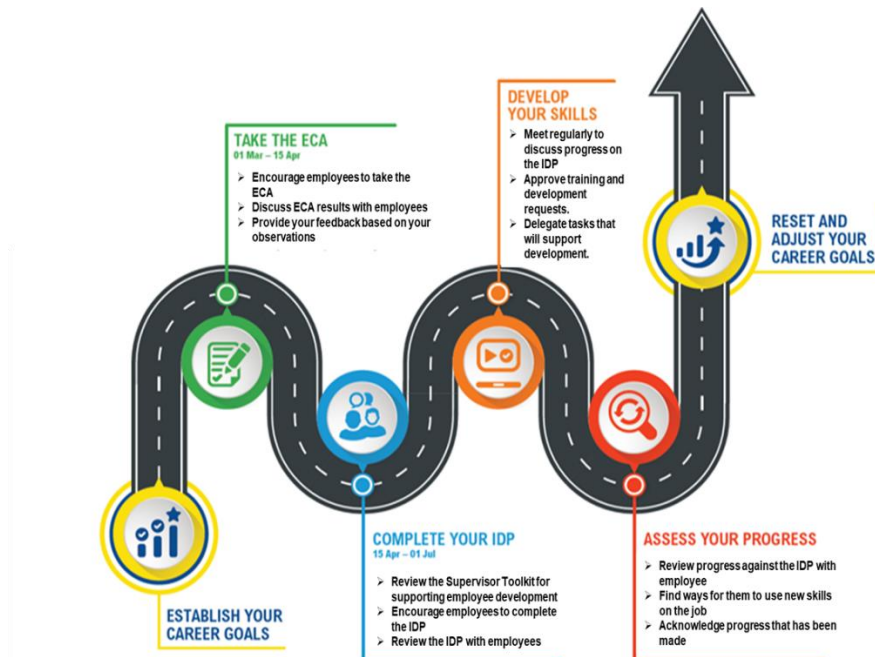 TAKE THE ECA
01 Mar – 15 Apr
➢ Encourage employees to take the
ECA
➢ Discuss ECA results with employees
➢ Provide your feedback based on your
observations
DEVELOP
YOUR SKILLS
➢ Meet regularly to
discuss progress on
the IDP
➢ Approve training and
development
requests.
➢ Delegate tasks that
will support
development.
RESET AND
ADJUST YOUR
CAREER GOALS
ESTABLISH YOUR
CAREER GOALS
COMPLETE YOUR IDP
15 Apr – 01 Jul
➢ Review the Supervisor Toolkit for
supporting employee development
➢ Encourage employees to complete
the IDP
➢ Review the IDP with employees
ASSESS YOUR PROGRESS
➢ Review progress against the IDP with
employee
➢ Find ways for them to use new skills
on the job
➢ Acknowledge progress that has been
made